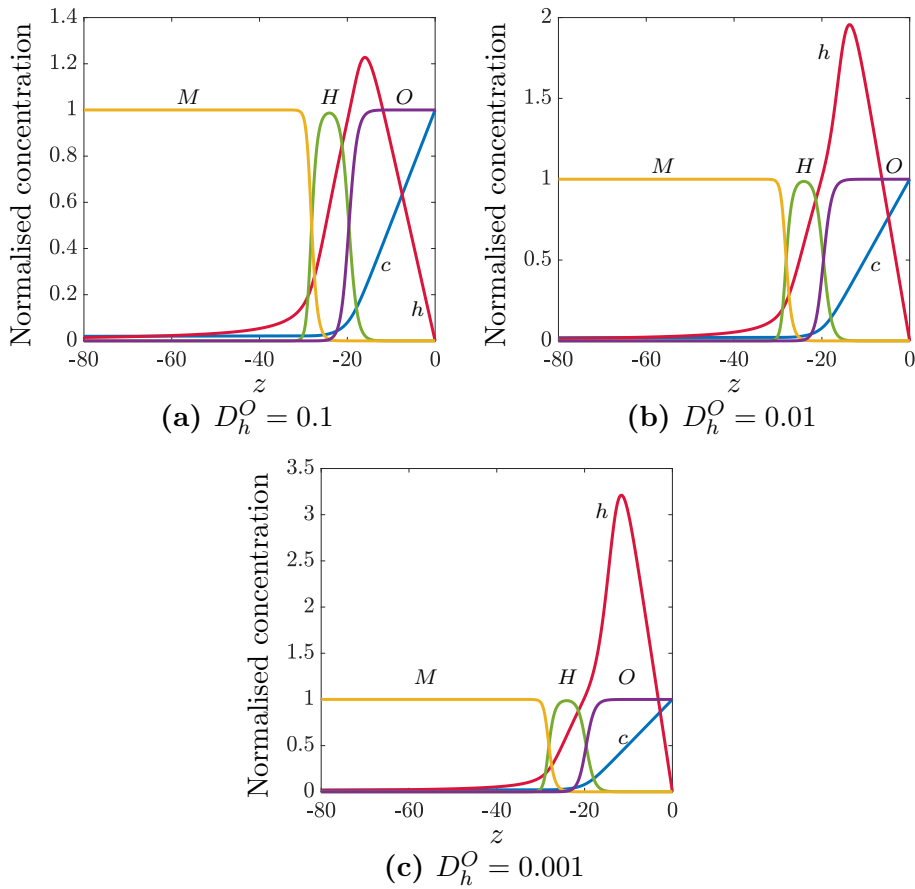 Normalised concentration
1.4
1.2
1
0.8
0.6
0.4
0.2
0
M
H
O
c
h
-80
-60
-40
-20
0
z
(a) D_h^O = 0.1
Normalised concentration
2
1.5
1
0.5
0
h
M
H
O
c
-80
-60
-40
-20
0
z
(b) D_h^O = 0.01
Normalised concentration
3.5
3
2.5
2
1.5
1
0.5
0
h
M
H
O
c
-80
-60
-40
-20
0
z
(c) D_h^O = 0.001